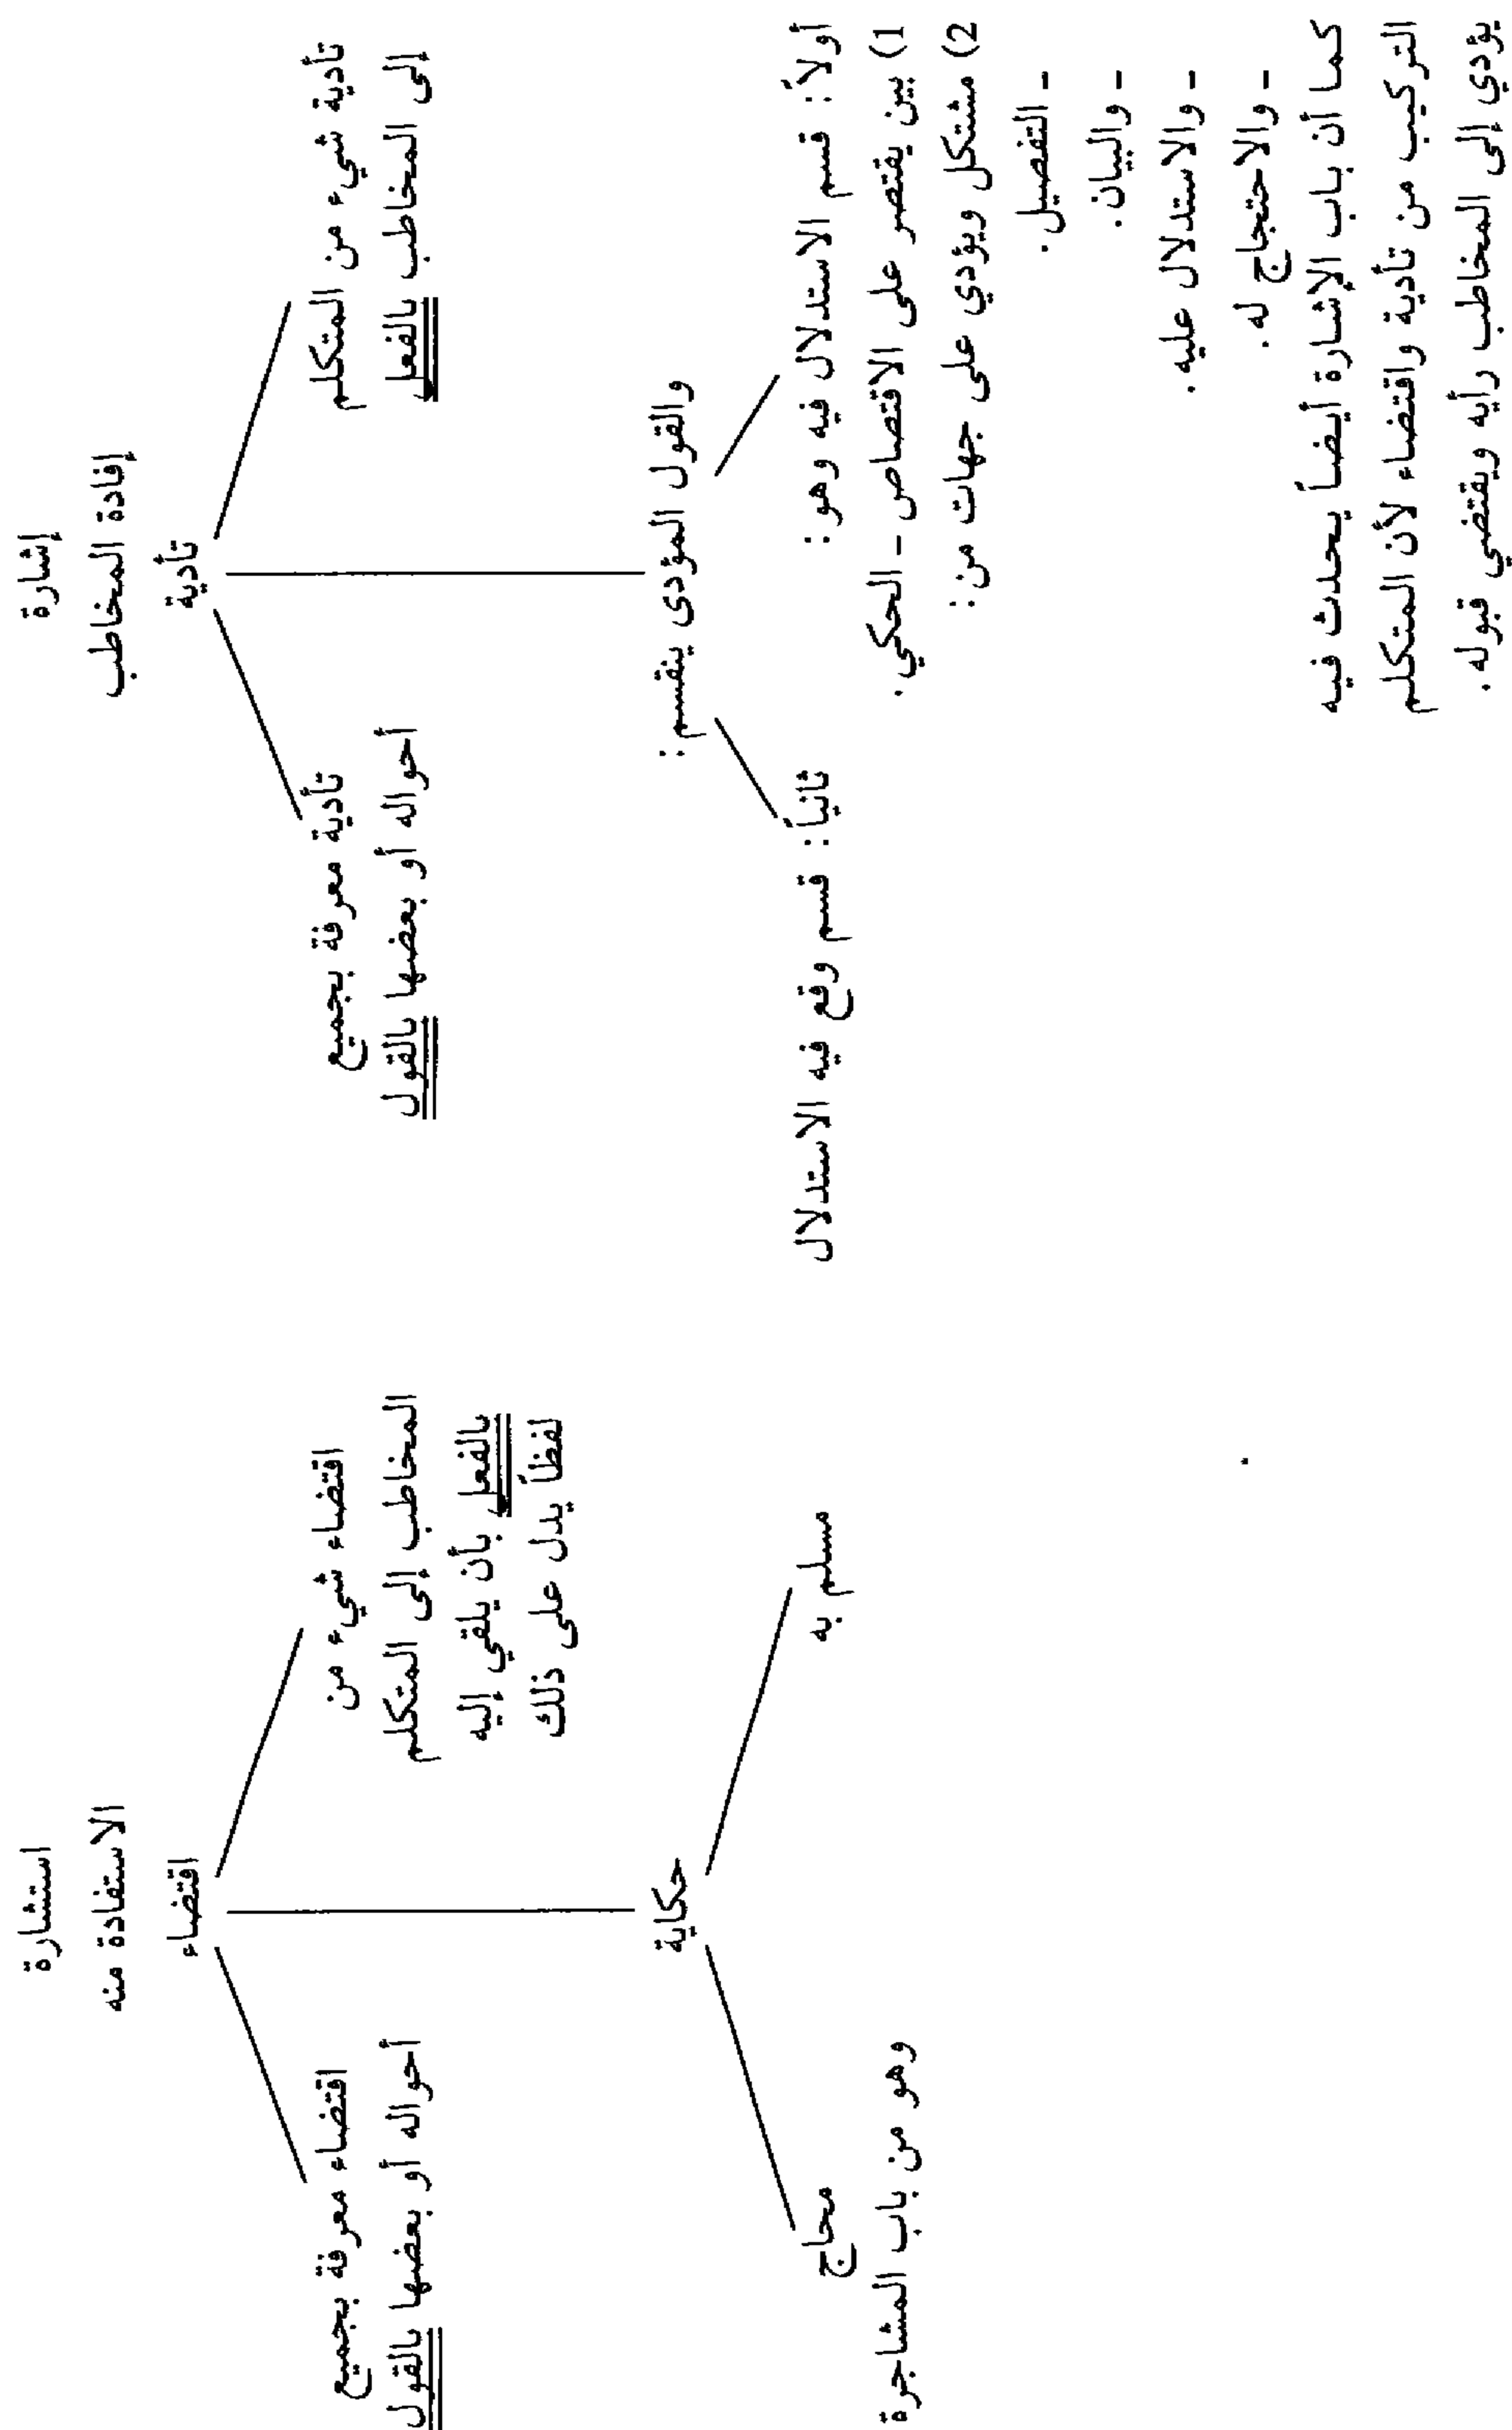 إشارة
إفادة المخاطب
تأدية
تأدية شيء من المتكلم
إلى المخاطب بالفعل
تأدية معرفة بجميع
أحواله أو بعضها بالقول
والقول المؤدى ينقسم:
أولاً: قسم الاستدلال فيه وهو:
1) بين يقتصر على الاقتصاص - الحكي.
2) مشتكل ويؤدي على جهات من:
- التفصيل.
- والبيان.
- والاستدلال عليه.
- والاحتجاج له.
كما أن باب الإشارة أيضاً يحدث فيه
التركيب من تأدية واقتضاء لأن المتكلم
يؤدي إلى المخاطب رأيه ويقتضي قبوله.
ثانياً: قسم وقع فيه الاستدلال
استشارة
الاستفادة منه
اقتضاء
اقتضاء شيء من
المخاطب إلى المتكلم
بالفعل بأن يلقي إليه
لفظاً يدل على ذلك
اقتضاء معرفة بجميع
أحواله أو بعضها بالقول
حكاية
مسلم به
محاج
وهو من باب المشاجرة